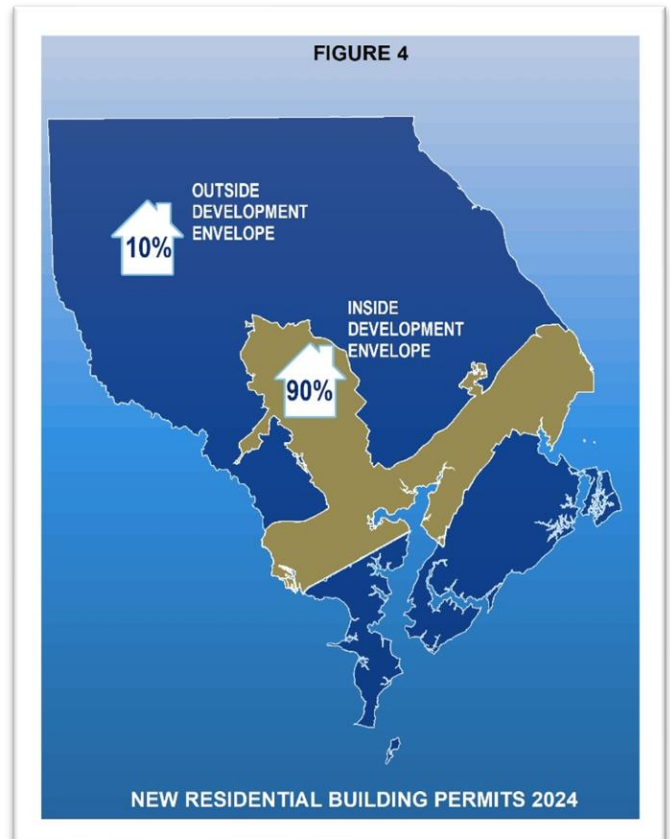 FIGURE 4
OUTSIDE
DEVELOPMENT
ENVELOPE
10%
INSIDE
DEVELOPMENT
ENVELOPE
90%
NEW RESIDENTIAL BUILDING PERMITS 2024